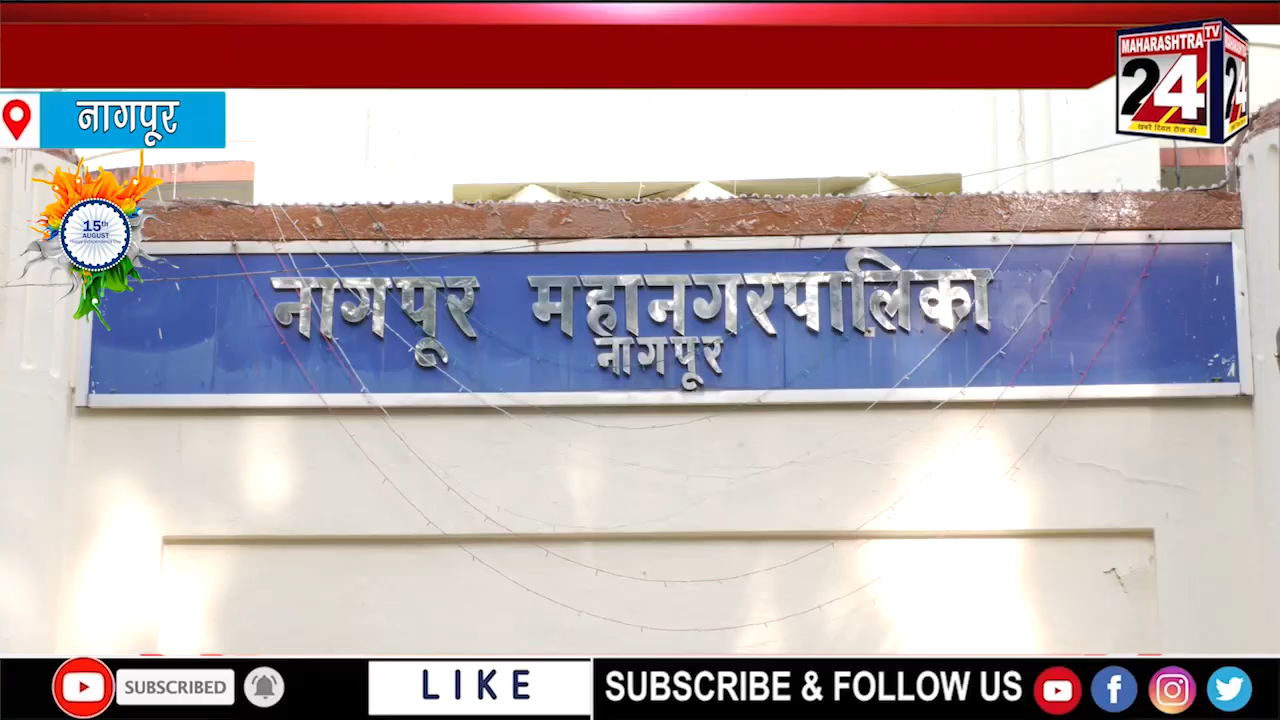 MAHARASHTRA TV
24
नागपूर
15th
AUGUST
नागपूर महानगरपालिका
नागपूर
SUBSCRIBED
LIKE
SUBSCRIBE & FOLLOW US